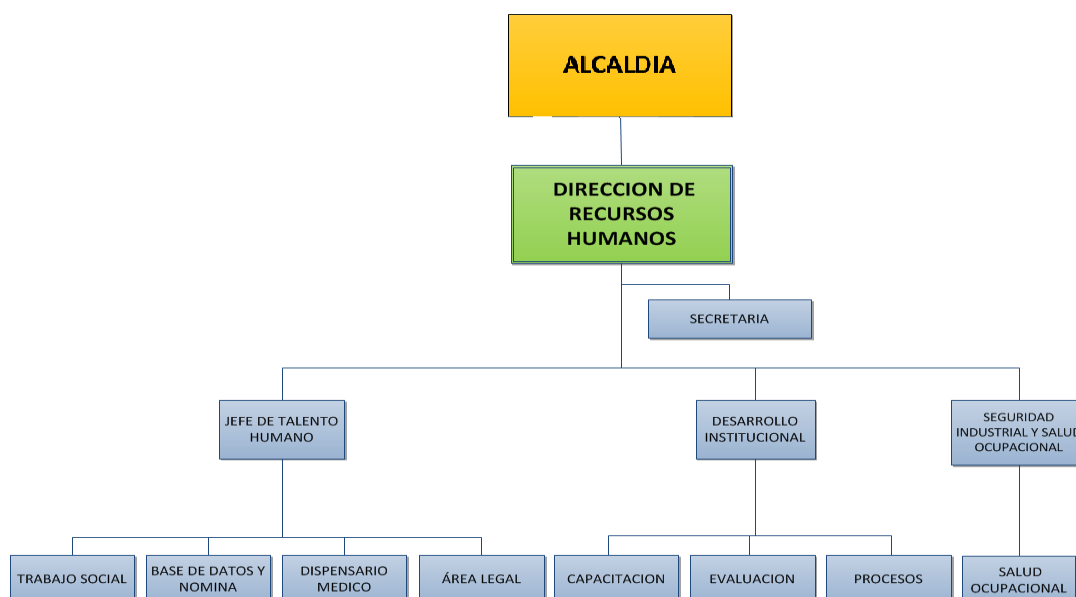 ALCALDIA
DIRECCION DE
RECURSOS
HUMANOS
SECRETARIA
JEFE DE TALENTO
HUMANO
DESARROLLO
INSTITUCIONAL
SEGURIDAD
INDUSTRIAL Y SALUD
OCUPACIONAL
TRABAJO SOCIAL
BASE DE DATOS Y
NOMINA
DISPENSARIO
MEDICO
ÁREA LEGAL
CAPACITACION
EVALUACION
PROCESOS
SALUD
OCUPACIONAL